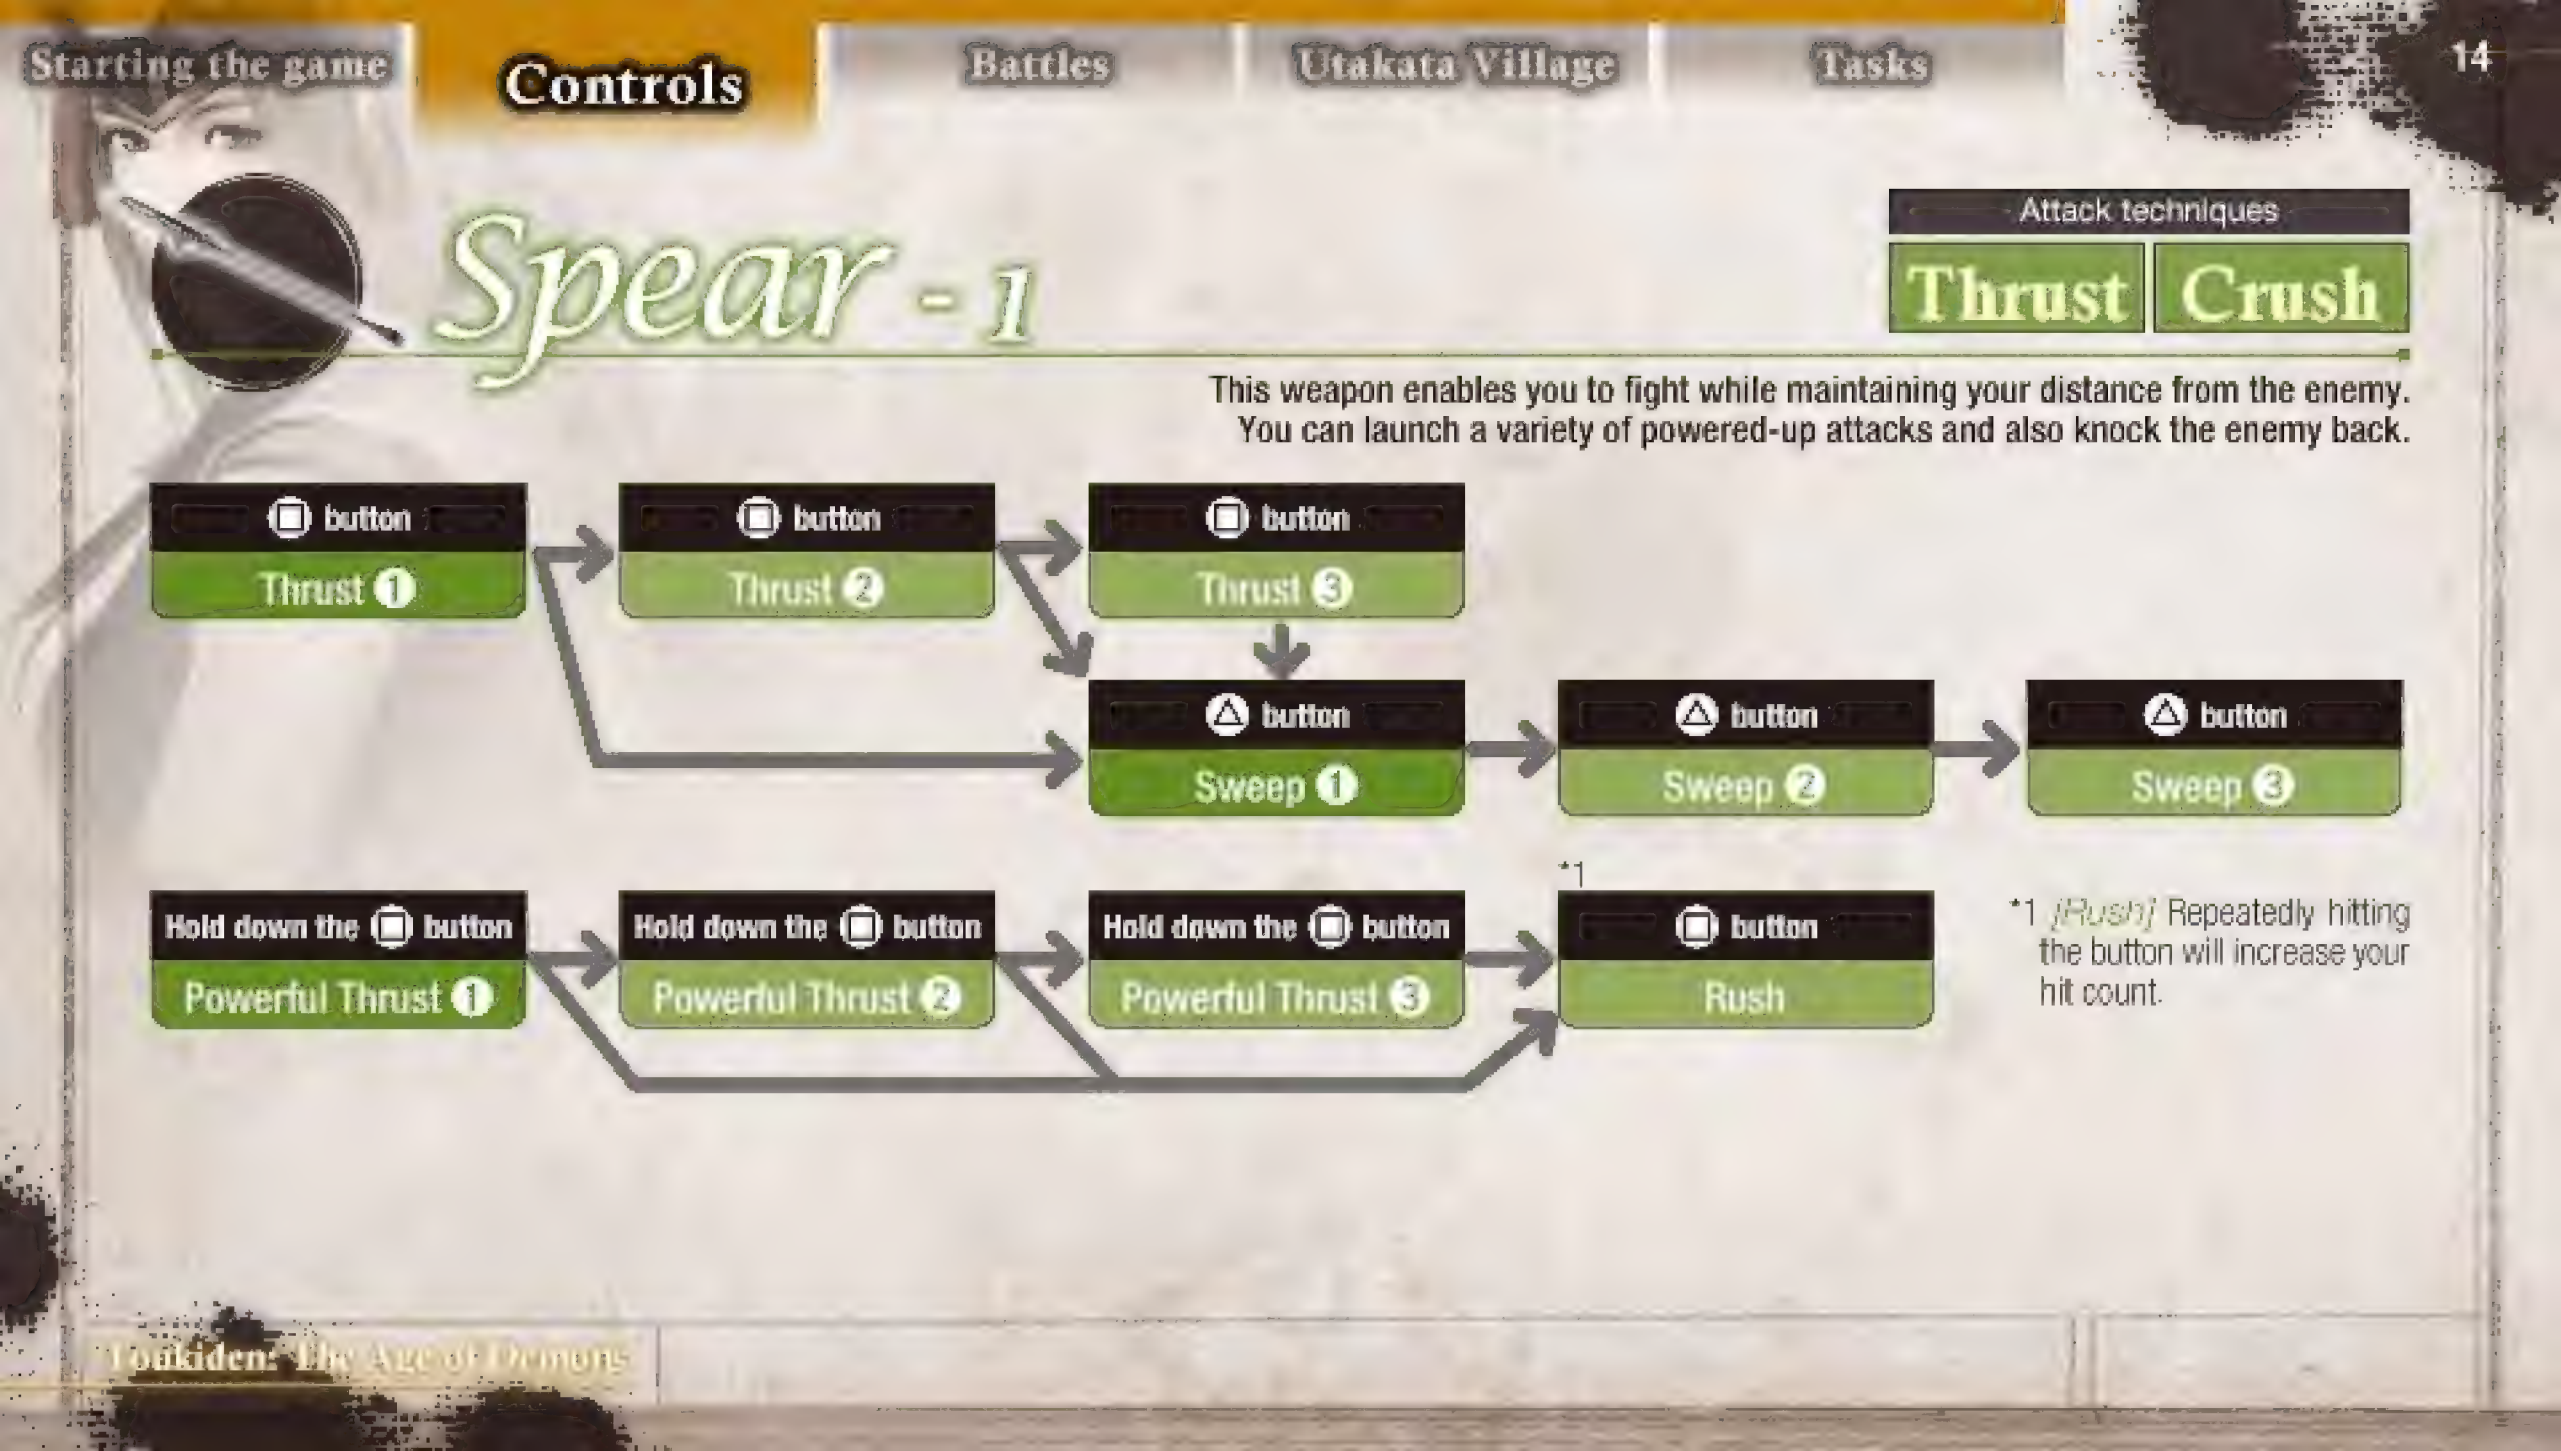 Starting the game
Controls
Battles
Utakata Village
Tasks
14
Spear - 1
Attack techniques
Thrust Crush
This weapon enables you to fight while maintaining your distance from the enemy.
You can launch a variety of powered-up attacks and also knock the enemy back.
button
Thrust 1
button
Thrust 2
button
Thrust 3
button
Sweep 1
button
Sweep 2
button
Sweep 3
Hold down the button
Powerful Thrust 1
Hold down the button
Powerful Thrust 2
Hold down the button
Powerful Thrust 3
*1
button
Rush
*1 [Rush] Repeatedly hitting
the button will increase your
hit count.
Toukiden: The Age of Demons